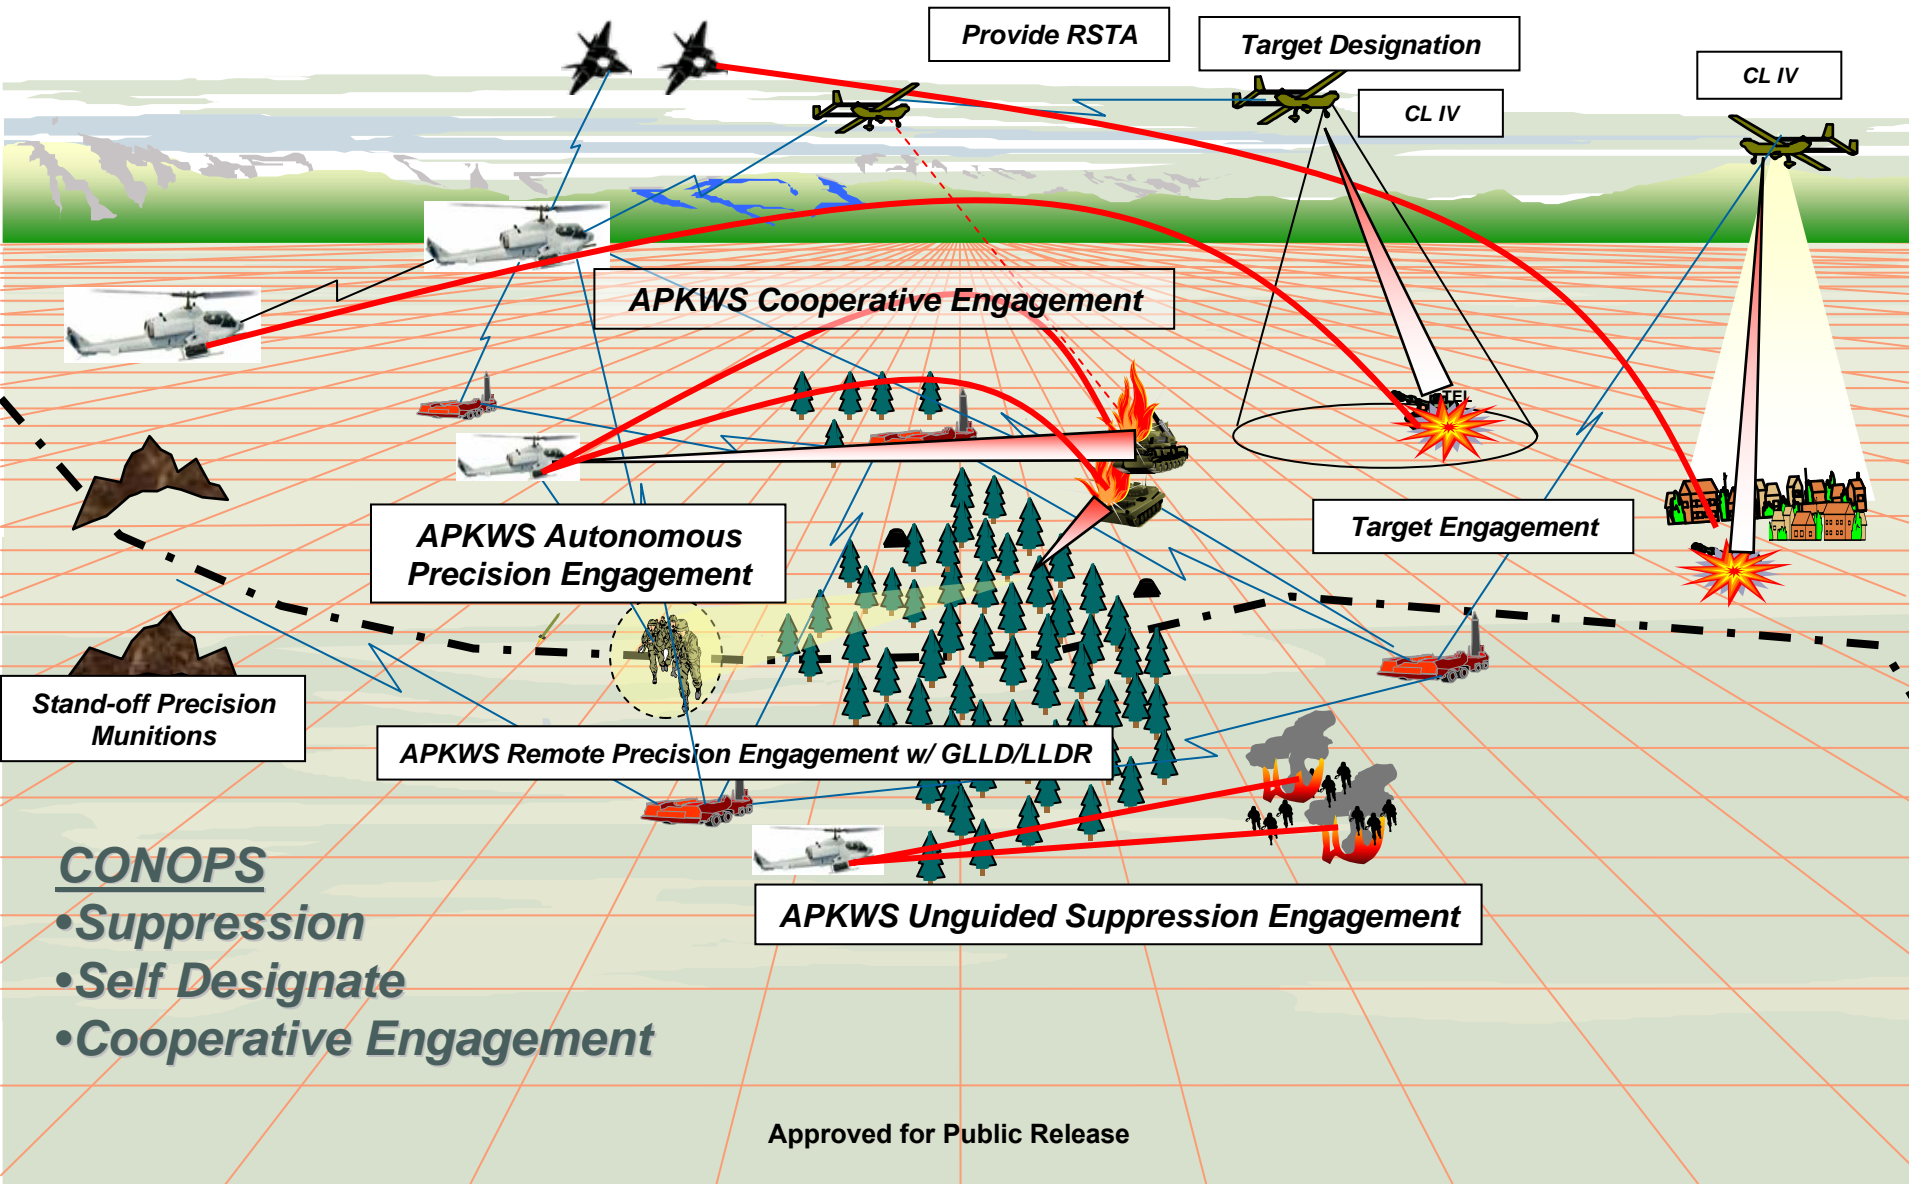 Provide RSTA
Target Designation
CL IV
CL IV
APKWS Cooperative Engagement
TEL
APKWS Autonomous
Precision Engagement
Target Engagement
Stand-off Precision
Munitions
APKWS Remote Precision Engagement w/ GLLD/LLDR
CONOPS
•Suppression
•Self Designate
•Cooperative Engagement
APKWS Unguided Suppression Engagement
Approved for Public Release